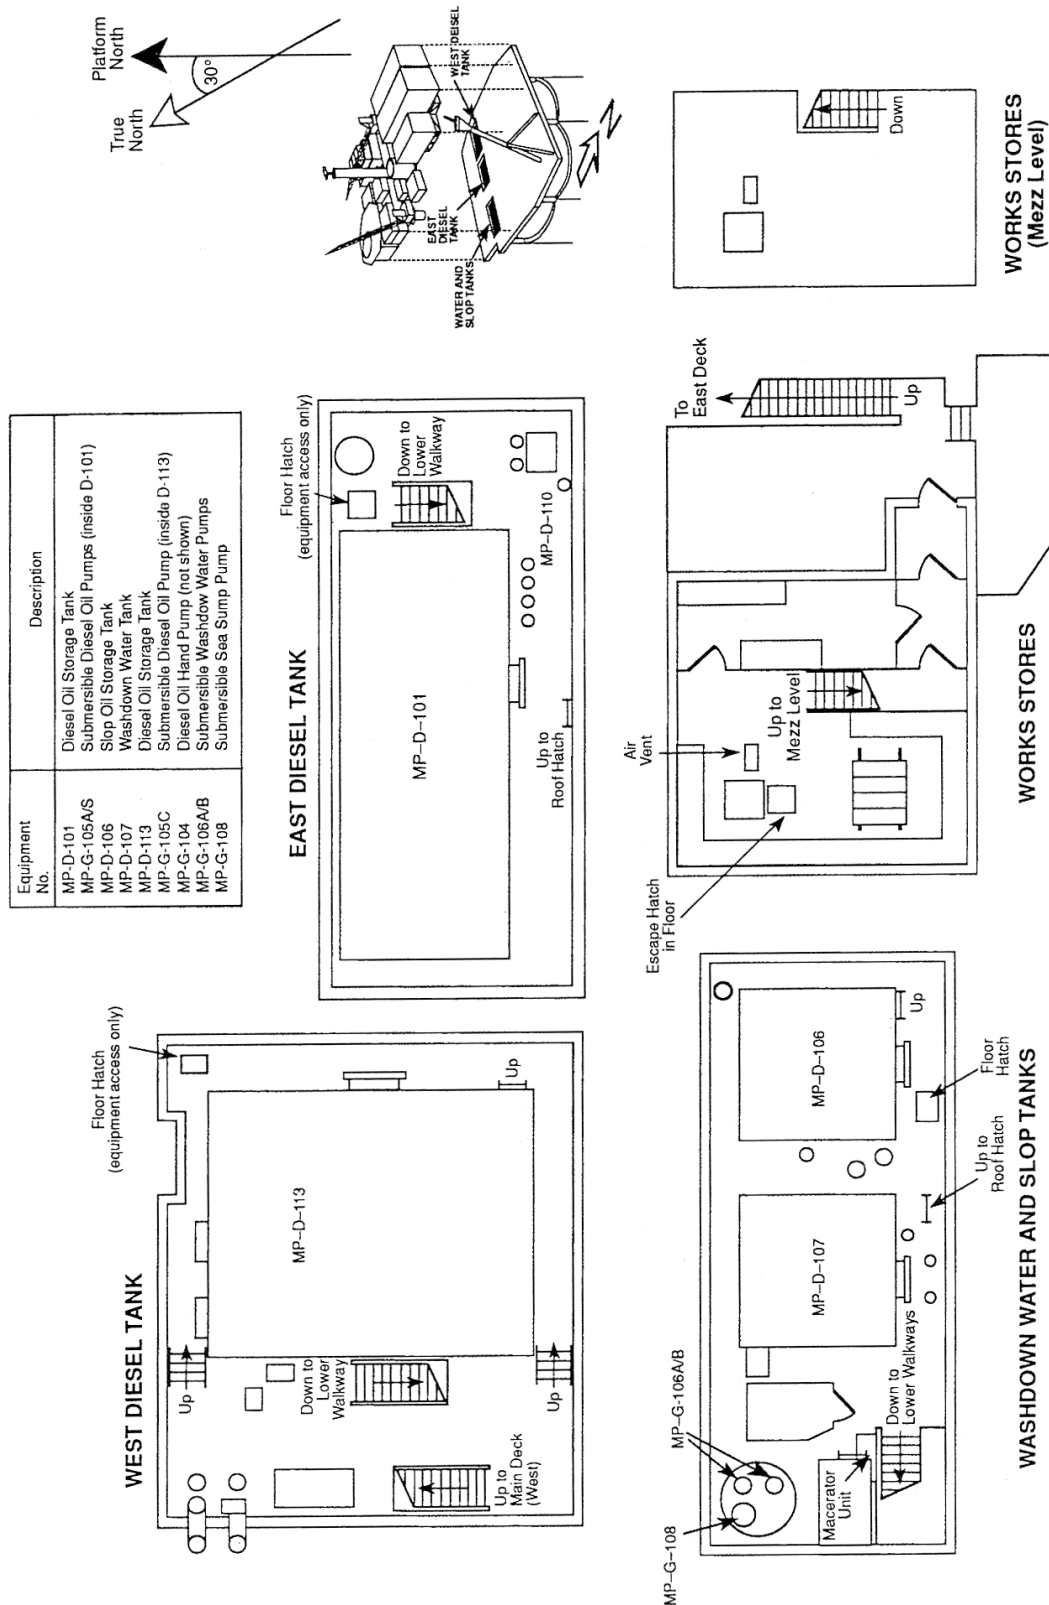 Equipment No. Description
MP-D-101 Diesel Oil Storage Tank
MP-G-105A/S Submersible Diesel Oil Pumps (inside D-101)
MP-D-106 Slop Oil Storage Tank
MP-D-107 Washdown Water Tank
MP-D-113 Diesel Oil Storage Tank
MP-G-105C Submersible Diesel Oil Pump (inside D-113)
MP-G-104 Diesel Oil Hand Pump (not shown)
MP-G-106A/B Submersible Washdow Water Pumps
MP-G-108 Submersible Sea Sump Pump
True
North
Platform
North
30°
WATER AND
SLOP TANKS
EAST
DIESEL
TANK
WEST DEISEL
TANK
N
WEST DIESEL TANK
Floor Hatch
(equipment access only)
Up
MP–D–113
Up
Down to
Lower
Walkway
Up
Up to
Main Deck
(West)
EAST DIESEL TANK
Floor Hatch
(equipment access only)
MP–D–101
Down to
Lower
Walkway
MP–D–110
Up to
Roof Hatch
MP–G–108
MP–G-106A/B
Macerator
Unit
Down to
Lower Walkways
MP–D–107
MP–D–106
Up
Up to
Roof Hatch
Floor
Hatch
WASHDOWN WATER AND SLOP TANKS
Escape Hatch
in Floor
Air
Vent
Up to
Mezz Level
To
East Deck
Up
WORKS STORES
Down
WORKS STORES
(Mezz Level)